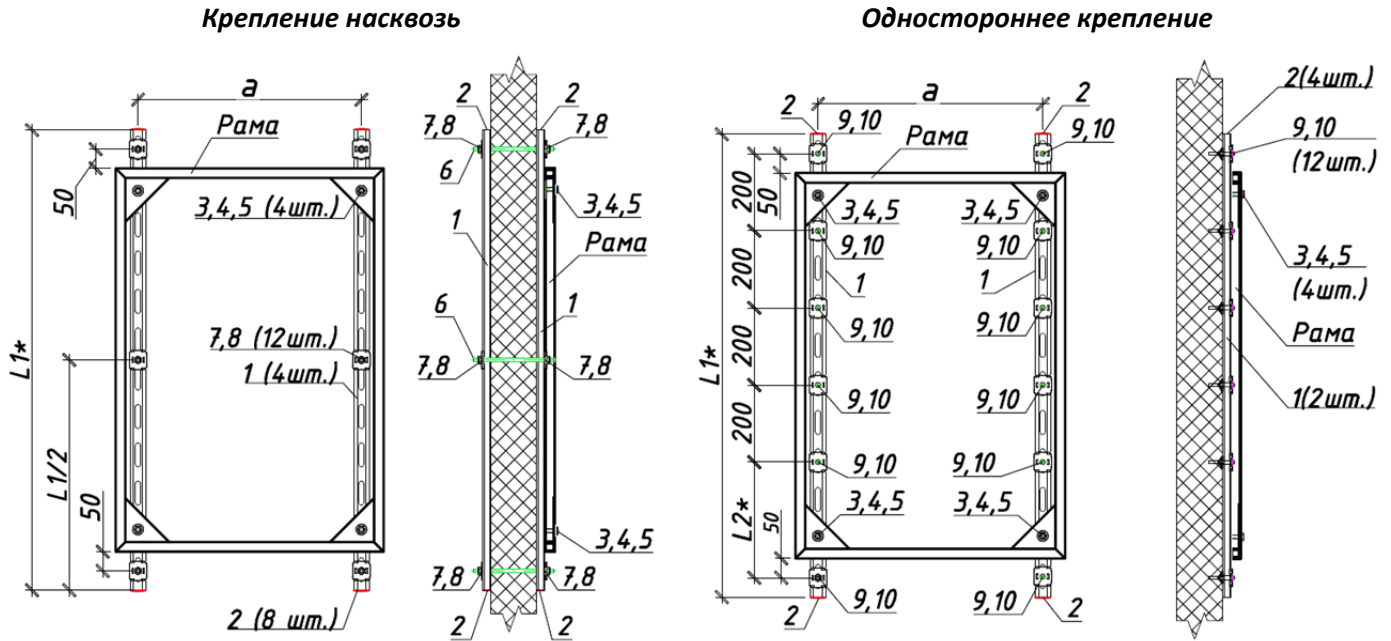 Крепление насквозь
Одностороннее крепление
a
Рама
50
3,4,5 (4шт.)
L1*
7,8 (12шт.)
1 (4шт.)
L1/2
50
2 (8 шт.)
2
2
7,8
7,8
6
3,4,5
1
Рама
6
1
7,8
7,8
3,4,5
7,8
7,8
2
2
a
2
2
9,10
9,10
Рама
200
50
3,4,5
3,4,5
9,10
9,10
200
1
1
9,10
9,10
L1*
200
9,10
9,10
200
9,10
9,10
3,4,5
3,4,5
L2*
50
9,10
9,10
2
2
2(4шт.)
9,10
(12шт.)
3,4,5
(4шт.)
Рама
1(2шт.)